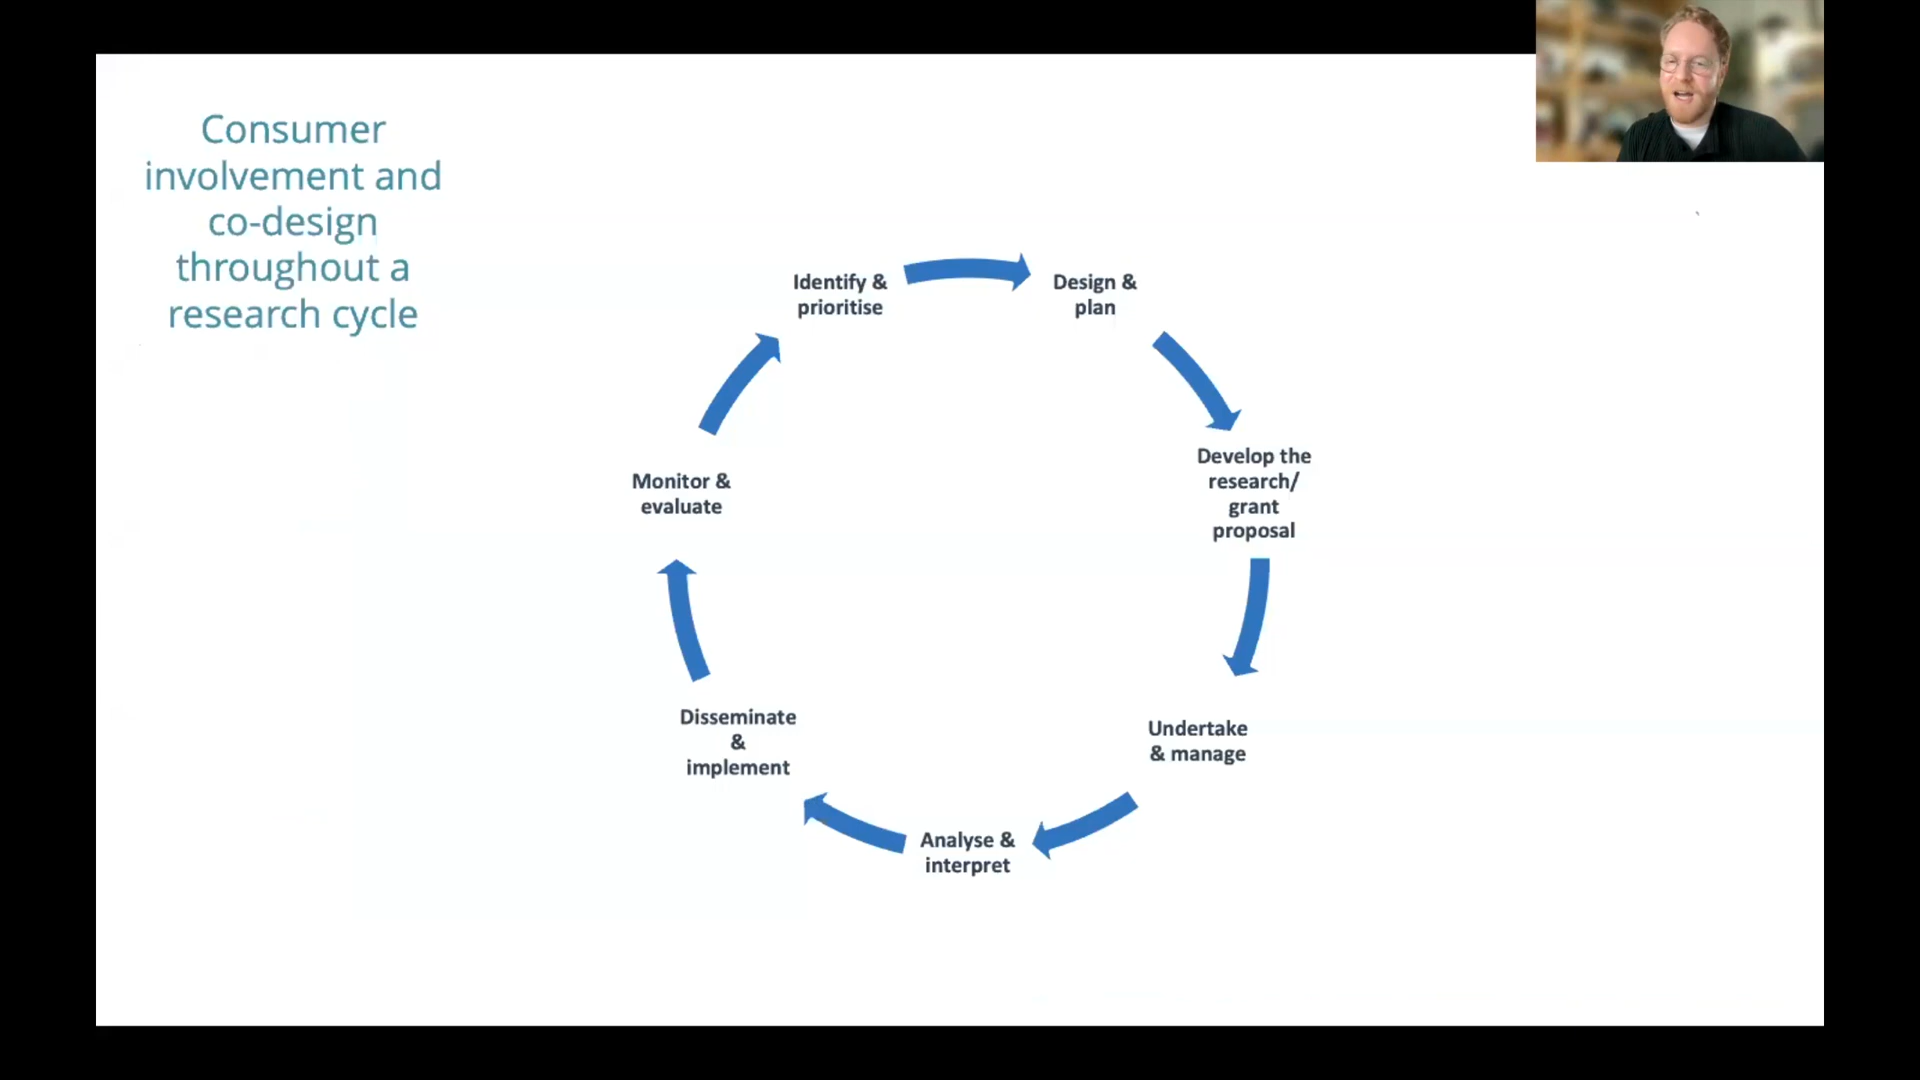 Consumer
involvement and
co-design
throughout a
research cycle
Identify &
prioritise
Design &
plan
Develop the
research/
grant
proposal
Undertake
& manage
Analyse &
interpret
Disseminate
&
implement
Monitor &
evaluate